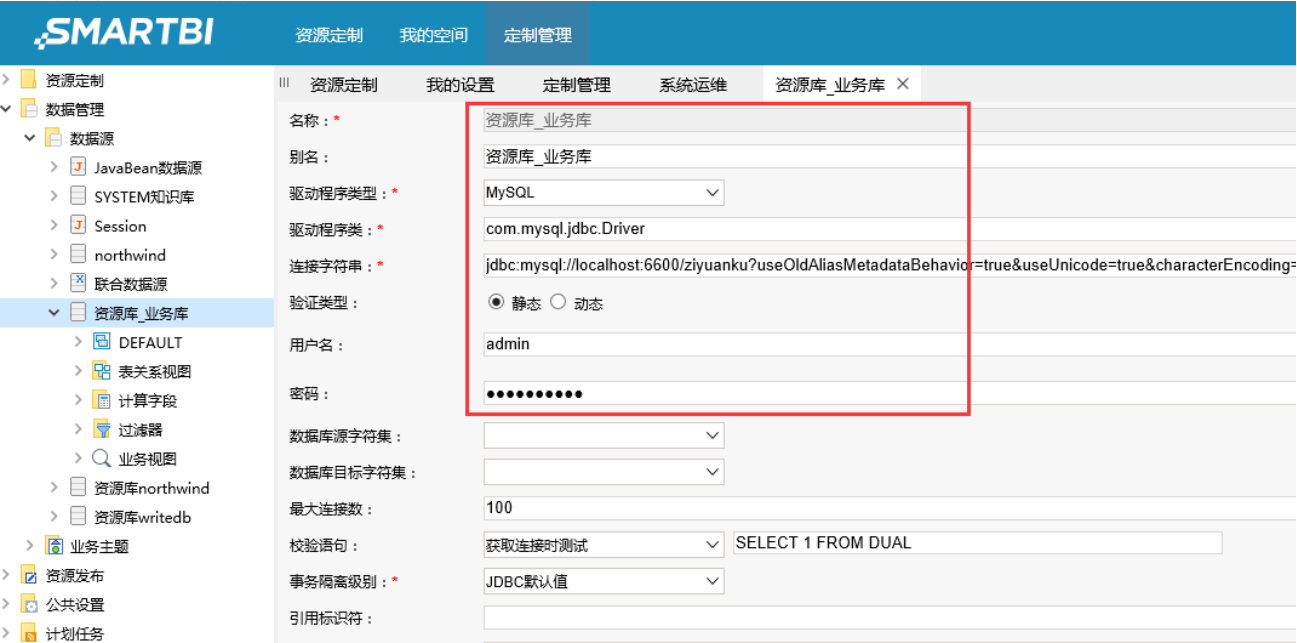 SMARTBI 资源定制 我的空间 定制管理
资源定制
数据管理
数据源
JavaBean数据源
SYSTEM知识库
Session
northwind
联合数据源
资源库_业务库
DEFAULT
表关系视图
计算字段
过滤器
业务视图
资源库northwind
资源库writedb
业务主题
资源发布
公共设置
计划任务
资源定制 我的设置 定制管理 系统运维 资源库_业务库
名称：* 资源库_业务库
别名： 资源库_业务库
驱动程序类型：* MySQL
驱动程序类：* com.mysql.jdbc.Driver
连接字符串：* jdbc:mysql://localhost:6600/ziyuanku?useOldAliasMetadataBehavior=true&useUnicode=true&characterEncoding=
验证类型： 静态 动态
用户名： admin
密码： ●●●●●●●●●●
数据库源字符集：
数据库目标字符集：
最大连接数： 100
校验语句： 获取连接时测试 SELECT 1 FROM DUAL
事务隔离级别：* JDBC默认值
引用标识符：